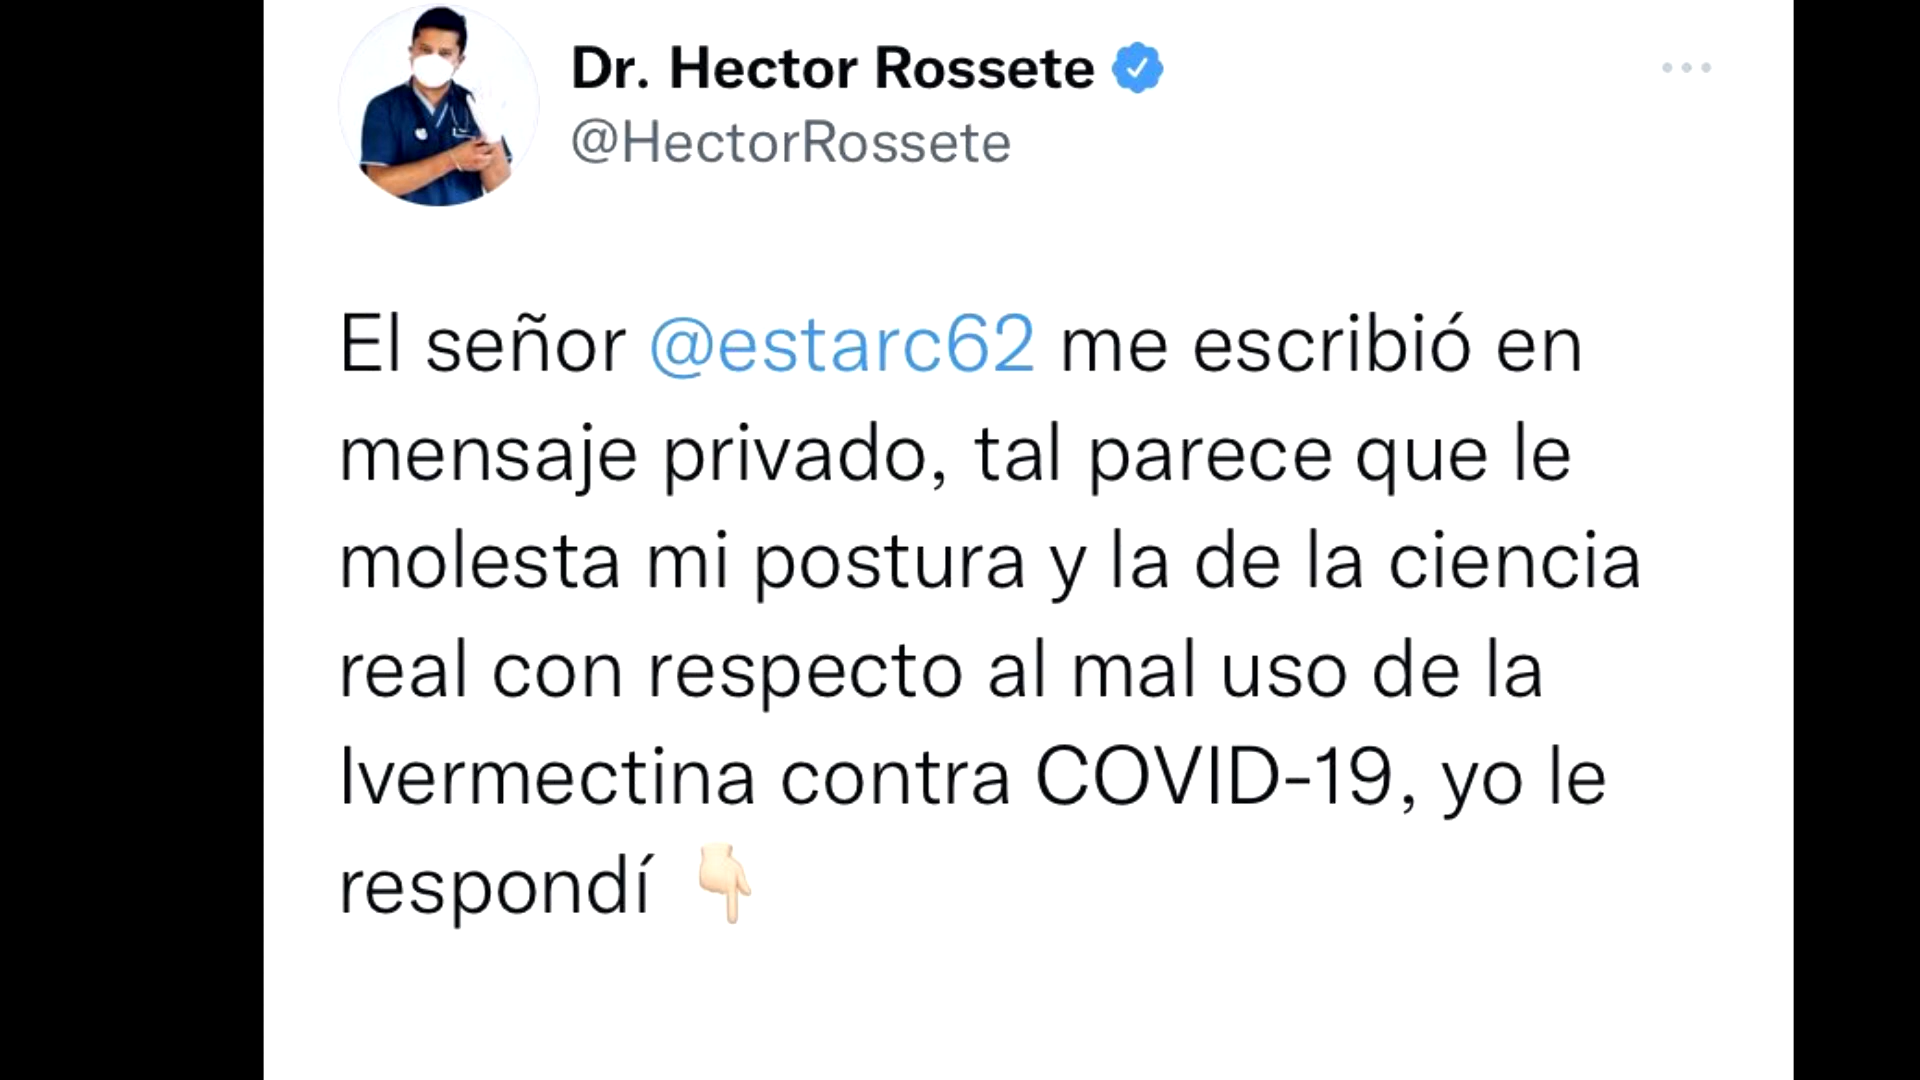 Dr. Hector Rossete
@HectorRossete
El señor @estarc62 me escribió en
mensaje privado, tal parece que le
molesta mi postura y la de la ciencia
real con respecto al mal uso de la
Ivermectina contra COVID-19, yo le
respondí 👇🏻